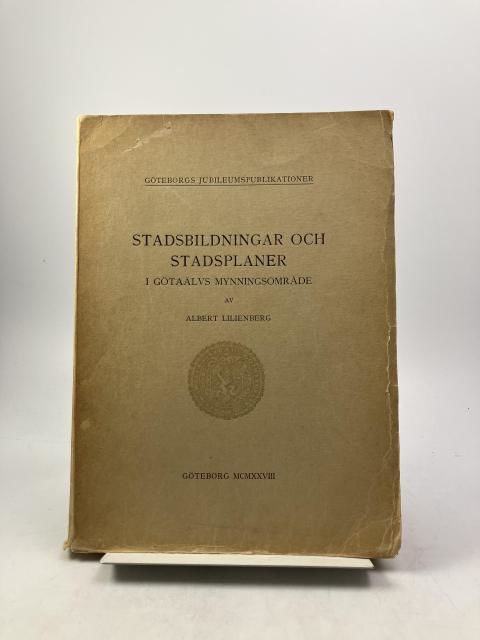 GÖTEBORGS JUBILEUMSPUBLIKATIONER
STADSBILDNINGAR OCH
STADSPLANER
I GÖTAÄLVS MYNNINGSOMRÅDE
AV
ALBERT LILIENBERG
GÖTEBORG MCMXXVIII